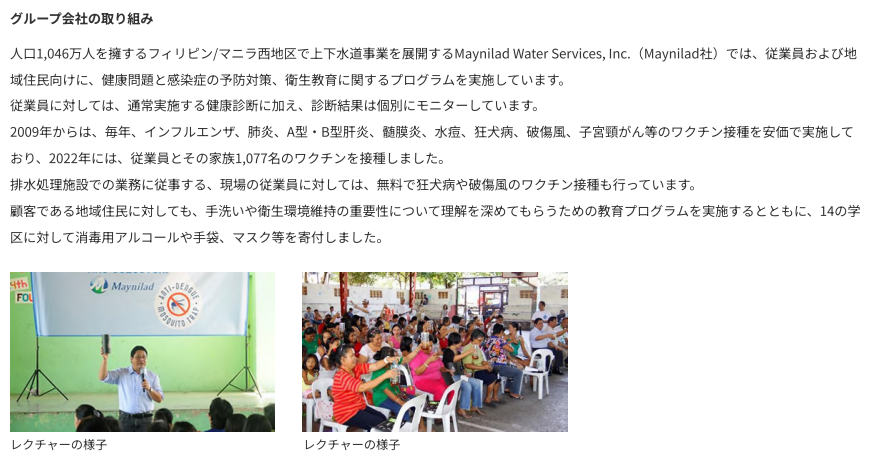 グループ会社の取り組み
人口1,046万人を擁するフィリピン/マニラ西地区で上下水道事業を展開するMaynilad Water Services, Inc.（Maynilad社）では、従業員および地
域住民向けに、健康問題と感染症の予防対策、衛生教育に関するプログラムを実施しています。
従業員に対しては、通常実施する健康診断に加え、診断結果は個別にモニターしています。
2009年からは、毎年、インフルエンザ、肺炎、A型・B型肝炎、髄膜炎、水痘、狂犬病、破傷風、子宮頸がん等のワクチン接種を安価で実施して
おり、2022年には、従業員とその家族1,077名のワクチンを接種しました。
排水処理施設での業務に従事する、現場の従業員に対しては、無料で狂犬病や破傷風のワクチン接種も行っています。
顧客である地域住民に対しても、手洗いや衛生環境維持の重要性について理解を深めてもらうための教育プログラムを実施するとともに、14の学
区に対して消毒用アルコールや手袋、マスク等を寄付しました。
Maynilad
ANTI-DENGUE
MOSQUITO TRAP
レクチャーの様子
レクチャーの様子